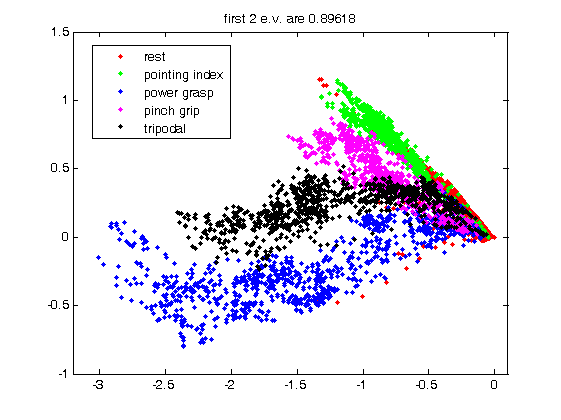 first 2 e.v. are 0.89618
1.5
rest
pointing index
power grasp
pinch grip
tripodal
1
0.5
0
-0.5
-1
-3 -2.5 -2 -1.5 -1 -0.5 0